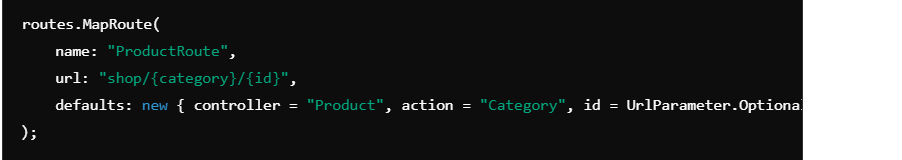 routes.MapRoute(
    name: "ProductRoute",
    url: "shop/{category}/{id}",
    defaults: new { controller = "Product", action = "Category", id = UrlParameter.Optional
);